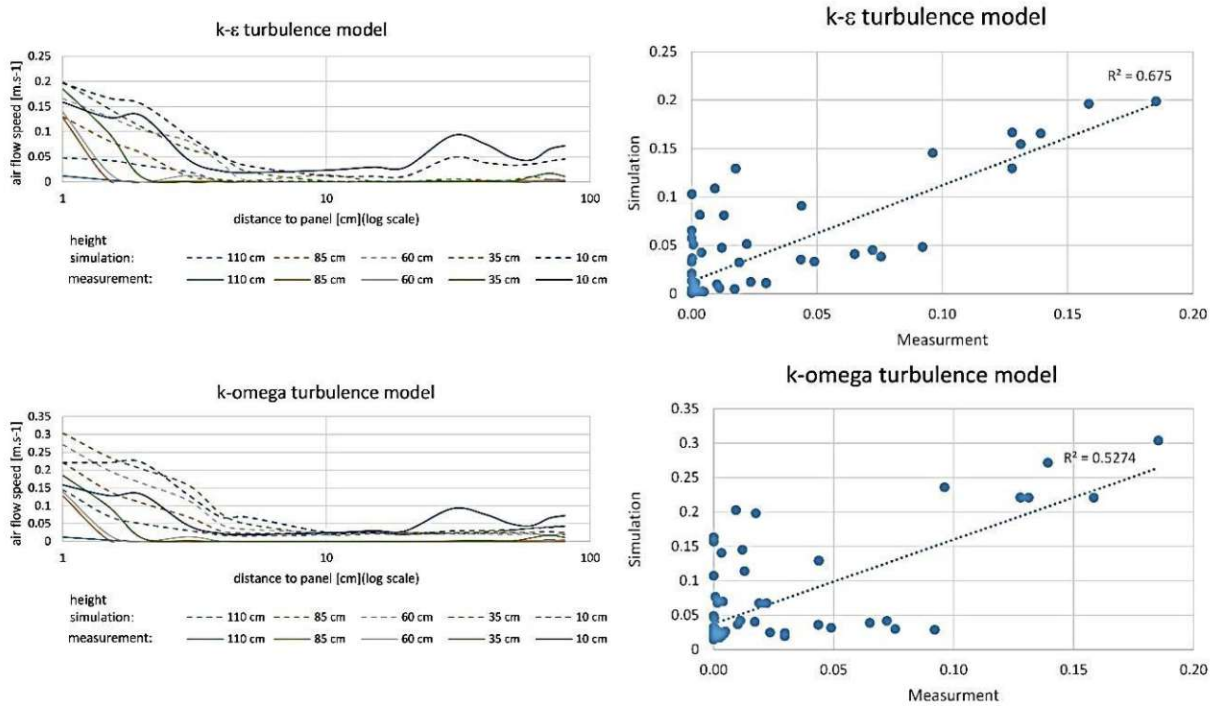 k-ε turbulence model
air flow speed [m.s-1]
0.25
0.2
0.15
0.1
0.05
0
1
10
100
distance to panel [cm](log scale)
height
simulation:
110 cm
85 cm
60 cm
35 cm
10 cm
measurement:
110 cm
85 cm
60 cm
35 cm
10 cm
k-ε turbulence model
Simulation
0.25
0.2
0.15
0.1
0.05
0
R² = 0.675
0.00
0.05
0.10
0.15
0.20
Measurment
k-omega turbulence model
air flow speed [m.s-1]
0.35
0.3
0.25
0.2
0.15
0.1
0.05
0
1
10
100
distance to panel [cm](log scale)
height
simulation:
110 cm
85 cm
60 cm
35 cm
10 cm
measurement:
110 cm
85 cm
60 cm
35 cm
10 cm
k-omega turbulence model
Simulation
0.35
0.3
0.25
0.2
0.15
0.1
0.05
0
R² = 0.5274
0.00
0.05
0.10
0.15
0.20
Measurment